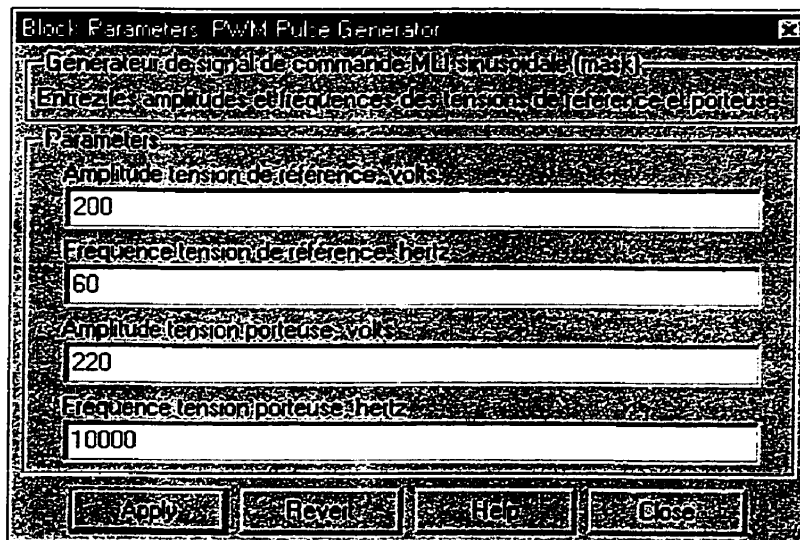 Block Parameters: PWM Pulse Generator
Générateur de signal de commande MLI sinusoïdale (mask)
Entrez les amplitudes et fréquences des tensions de référence et porteuse
Parameters
Amplitude tension de référence, volts
200
Fréquence tension de référence, hertz
60
Amplitude tension porteuse, volts
220
Fréquence tension porteuse, hertz
10000
Apply
Revert
Help
Close